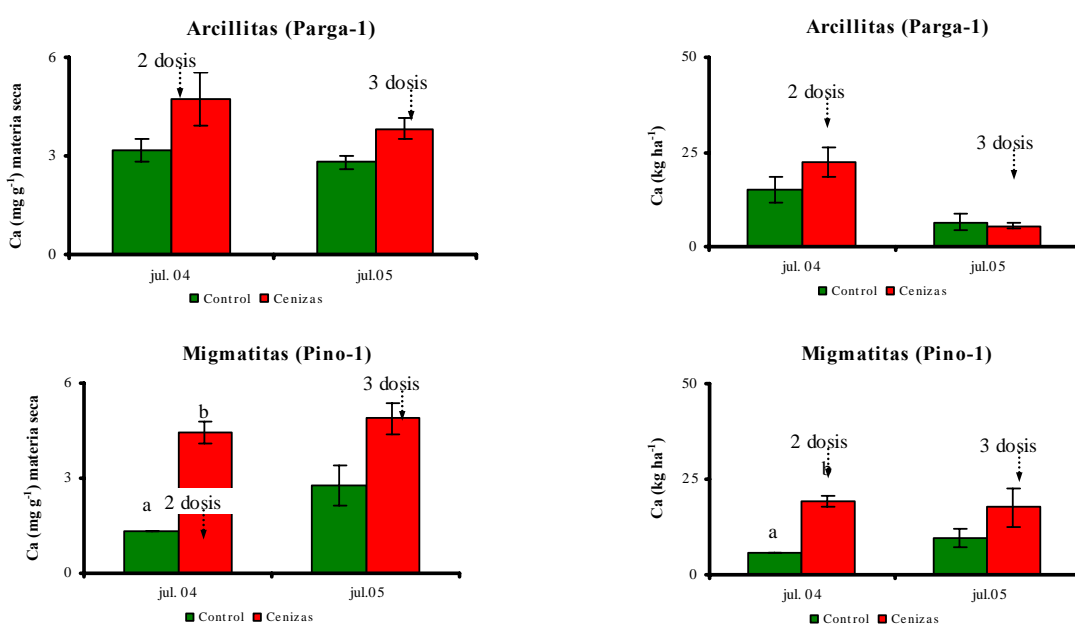 Arcillitas (Parga-1)
6
3
0
Ca (mg g-1) materia seca
2 dosis
3 dosis
jul. 04
jul.05
Control
Cenizas
Arcillitas (Parga-1)
50
25
0
Ca (kg ha-1)
2 dosis
3 dosis
jul. 04
jul.05
Control
Cenizas
Migmatitas (Pino-1)
6
3
0
Ca (mg g-1) materia seca
a
b
2 dosis
3 dosis
jul. 04
jul.05
Control
Cenizas
Migmatitas (Pino-1)
50
25
0
Ca (kg ha-1)
a
2 dosis
b
3 dosis
jul. 04
jul.05
Control
Cenizas